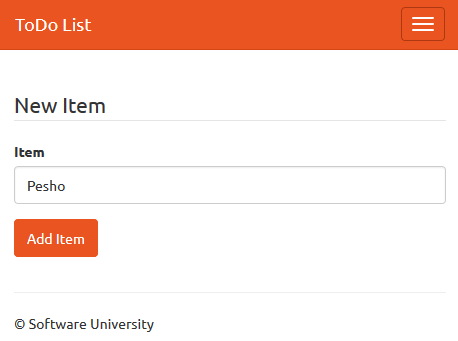 ToDo List
New Item
Item
Pesho
Add Item
© Software University